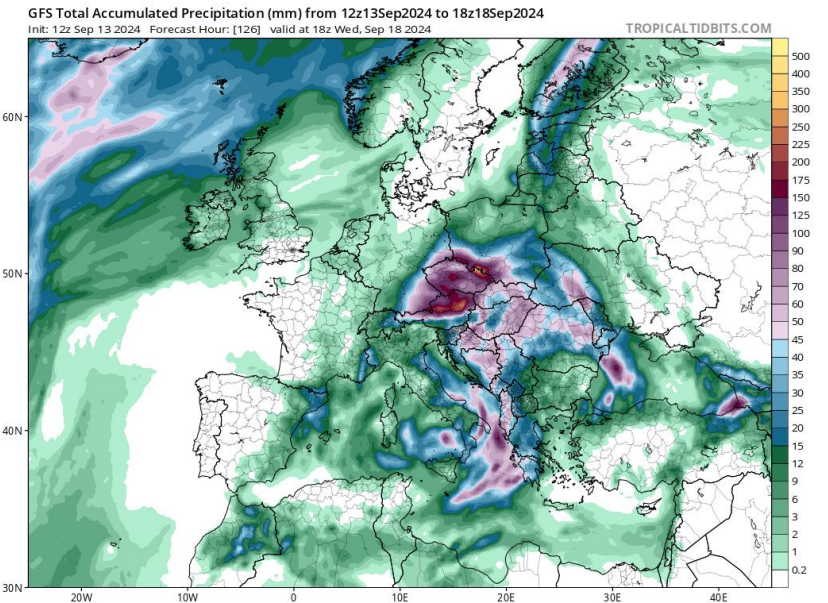 GFS Total Accumulated Precipitation (mm) from 12z13Sep2024 to 18z18Sep2024
Init: 12z Sep 13 2024 Forecast Hour: [126] valid at 18z Wed, Sep 18 2024
TROPICALTIDBITS.COM
500
400
350
300
250
225
200
175
150
125
100
90
80
70
60
50
45
40
35
30
25
20
15
12
9
6
3
2
1
0.2
60N
50N
40N
30N
20W
10W
0
10E
20E
30E
40E